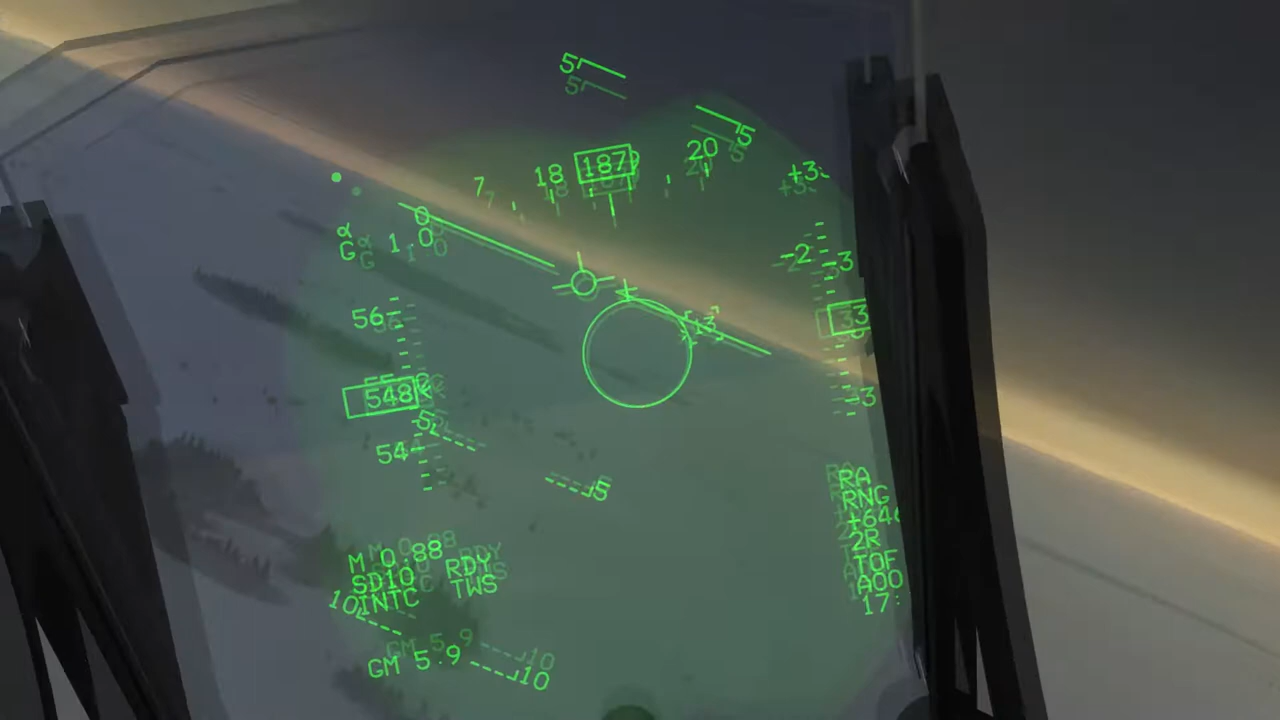 5
5
7 18 187 20
α 0
G 1.0
-2
3
56
13
33
548
5
54
3
5
RA
RNG
2R
TOF
M 0.88 RDY
SD10 TWS
INTC
10
17:
GM 5.9
10